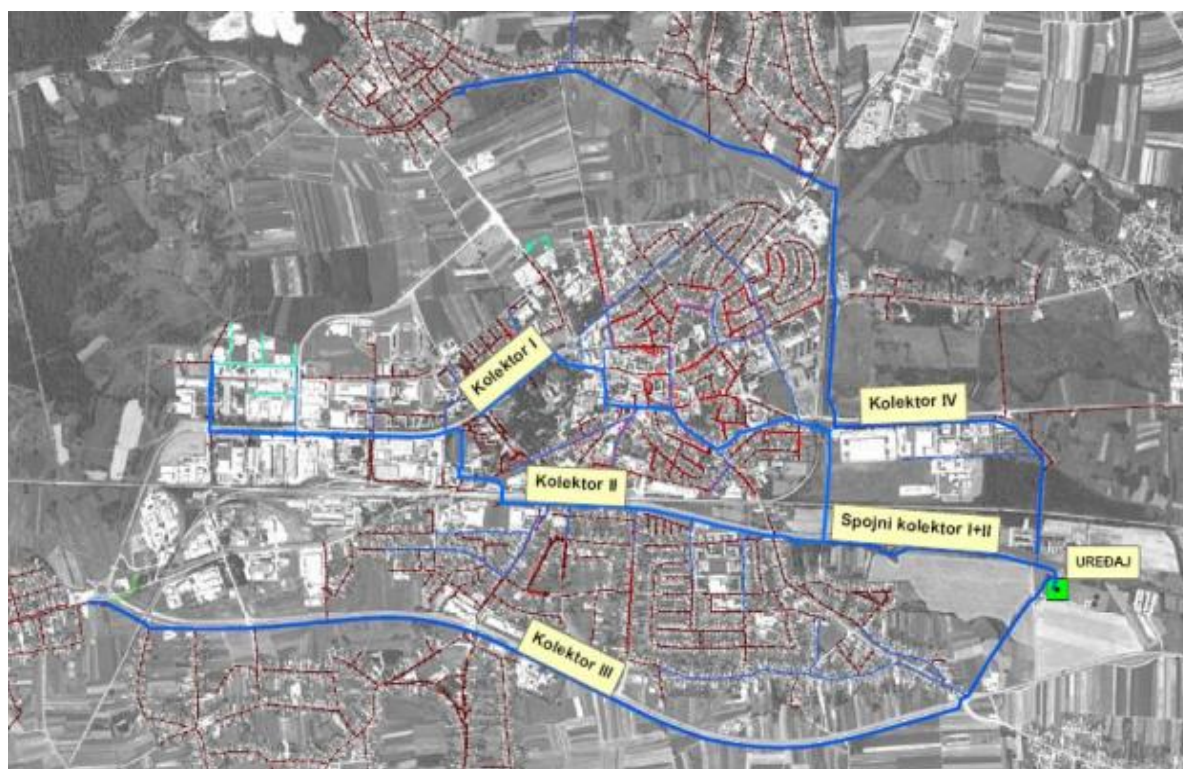 Kolektor I
Kolektor IV
Kolektor II
Spojni kolektor I+II
UREĐAJ
Kolektor III